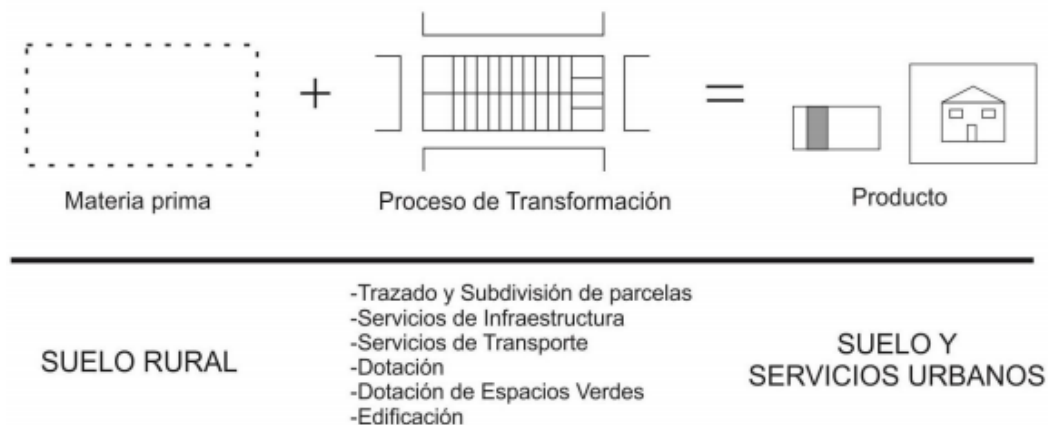 +
=
Materia prima
Proceso de Transformación
Producto
SUELO RURAL
-Trazado y Subdivisión de parcelas
-Servicios de Infraestructura
-Servicios de Transporte
-Dotación
-Dotación de Espacios Verdes
-Edificación
SUELO Y
SERVICIOS URBANOS